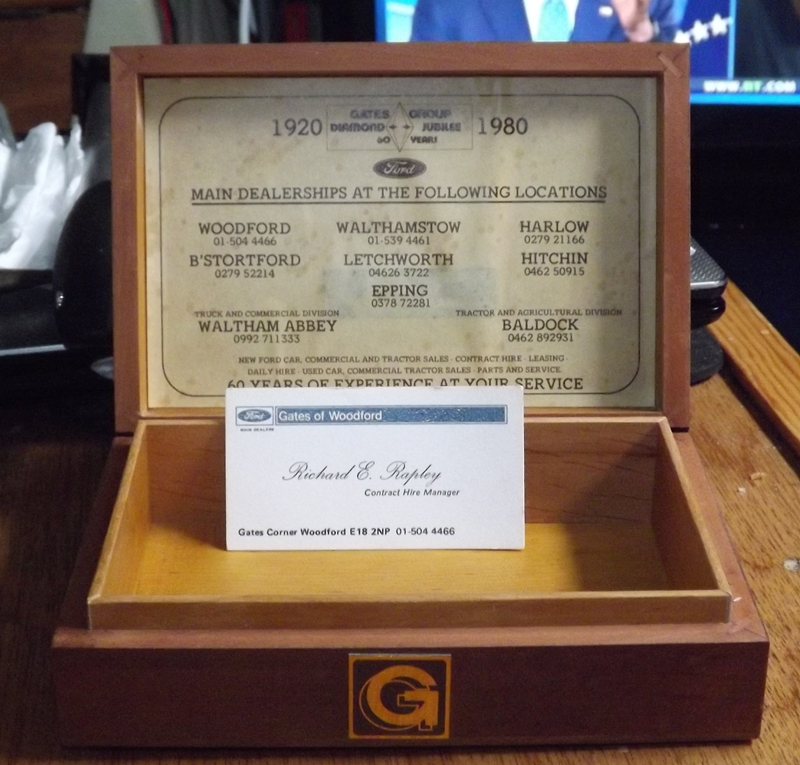 WWW.RT.COM
1920 GATES GROUP 1980
DIAMOND JUBILEE
60 YEARS
Ford
MAIN DEALERSHIPS AT THE FOLLOWING LOCATIONS
WOODFORD WALTHAMSTOW HARLOW
01-504 4466 01-539 4461 0279 21166
B'STORTFORD LETCHWORTH HITCHIN
0279 52214 04626 3722 0462 50915
EPPING
0378 72281
TRUCK AND COMMERCIAL DIVISION TRACTOR AND AGRICULTURAL DIVISION
WALTHAM ABBEY BALDOCK
0992 711333 0462 892931
NEW FORD CAR, COMMERCIAL AND TRACTOR SALES · CONTRACT HIRE · LEASING ·
DAILY HIRE · USED CAR, COMMERCIAL TRACTOR SALES · PARTS AND SERVICE.
60 YEARS OF EXPERIENCE AT YOUR SERVICE
Ford Gates of Woodford
MAIN DEALERS
Richard E. Rapley
Contract Hire Manager
Gates Corner Woodford E18 2NP 01-504 4466
G